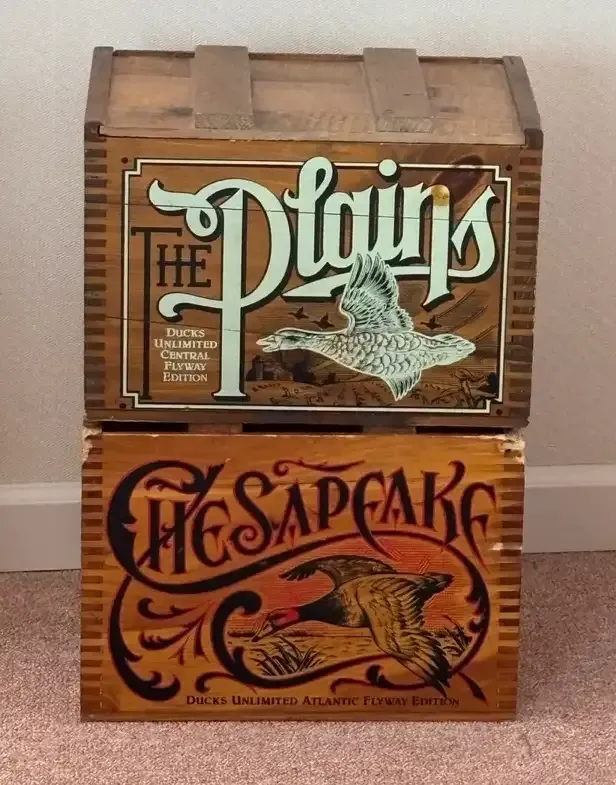 THE Plains
DUCKS
UNLIMITED
CENTRAL
FLYWAY
EDITION
CHESAPEAKE
DUCKS UNLIMITED ATLANTIC FLYWAY EDITION